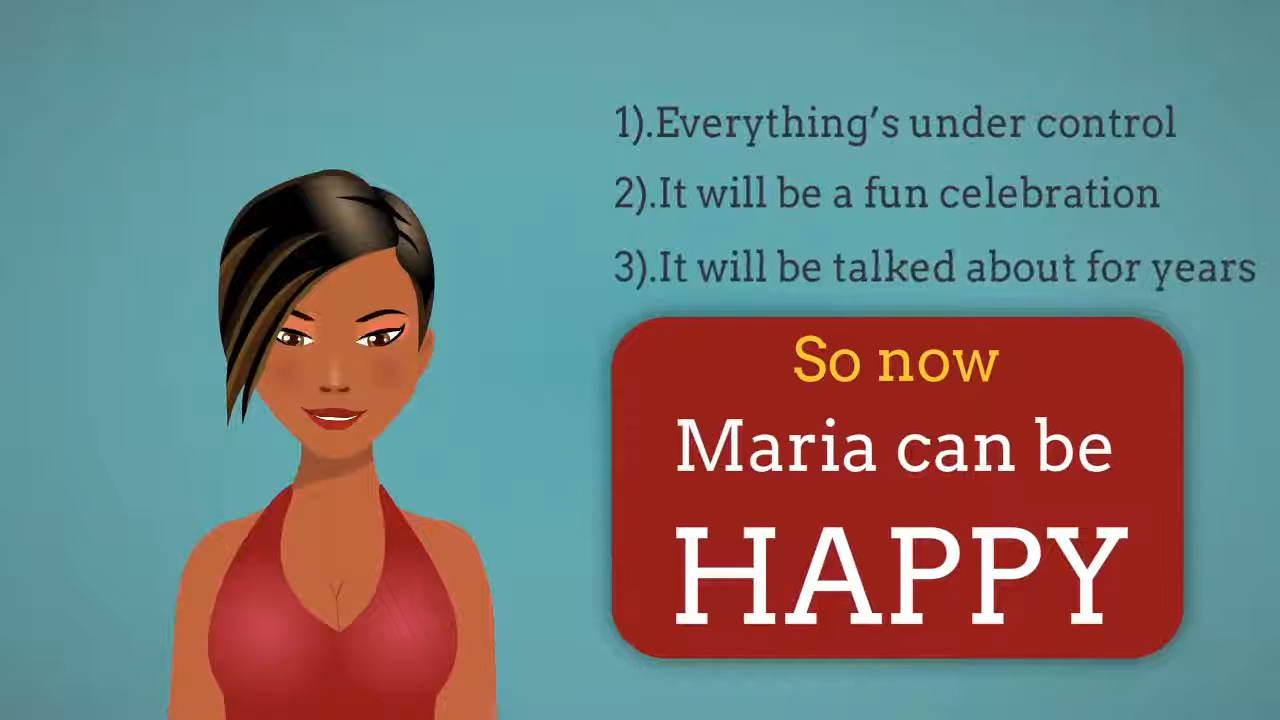 1).Everything’s under control
2).It will be a fun celebration
3).It will be talked about for years
So now
Maria can be
HAPPY